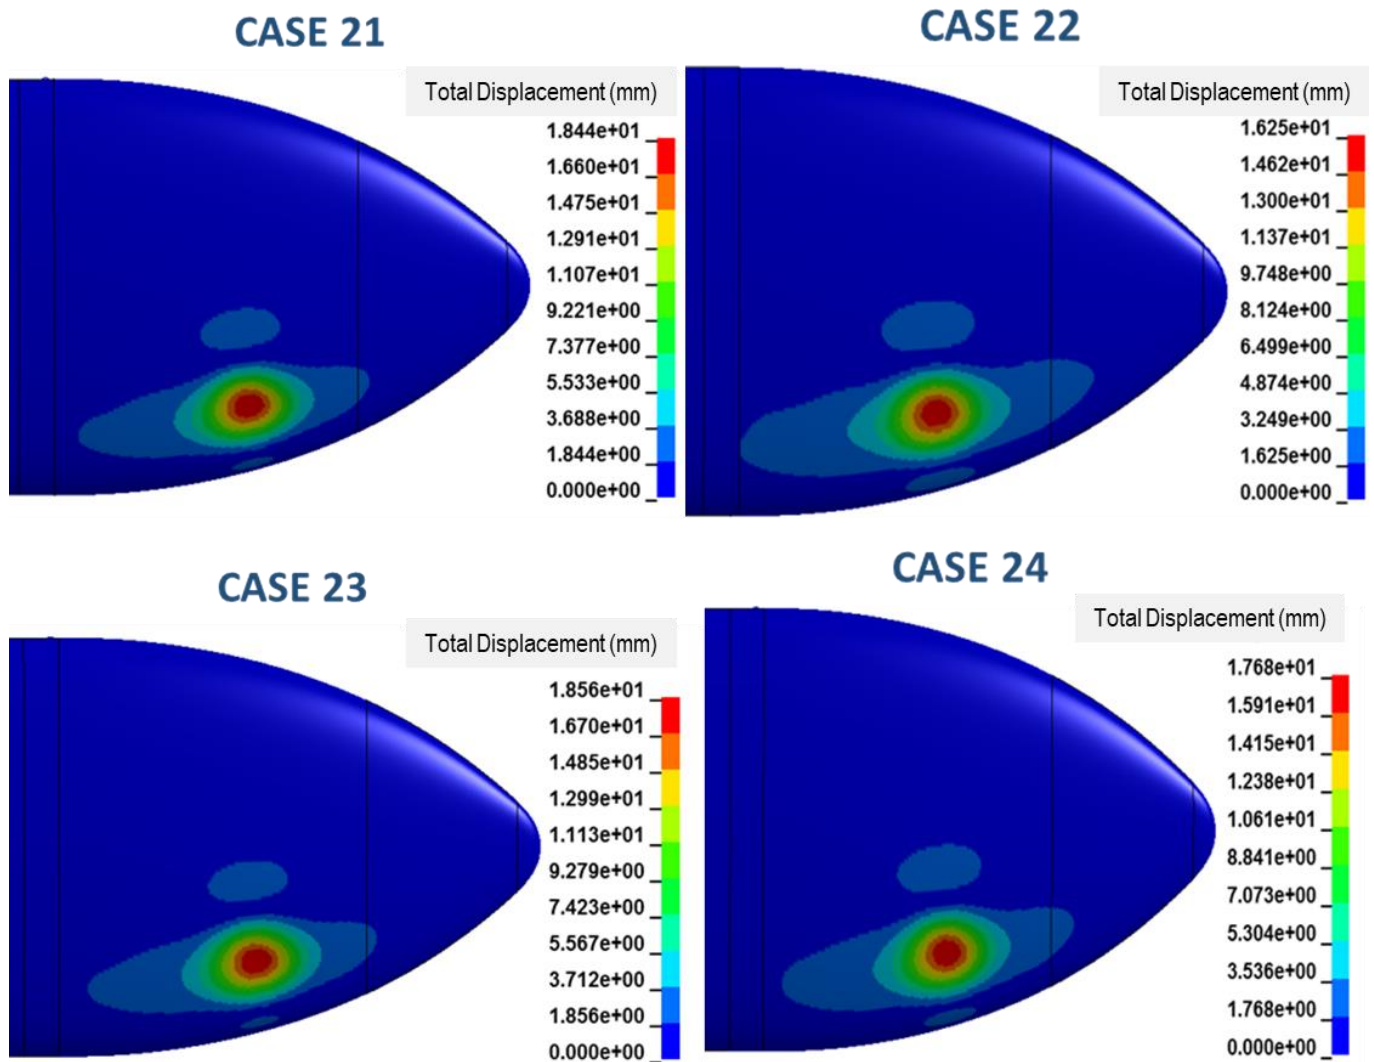 CASE 21
Total Displacement (mm)
1.844e+01
1.660e+01
1.475e+01
1.291e+01
1.107e+01
9.221e+00
7.377e+00
5.533e+00
3.688e+00
1.844e+00
0.000e+00
CASE 22
Total Displacement (mm)
1.625e+01
1.462e+01
1.300e+01
1.137e+01
9.748e+00
8.124e+00
6.499e+00
4.874e+00
3.249e+00
1.625e+00
0.000e+00
CASE 23
Total Displacement (mm)
1.856e+01
1.670e+01
1.485e+01
1.299e+01
1.113e+01
9.279e+00
7.423e+00
5.567e+00
3.712e+00
1.856e+00
0.000e+00
CASE 24
Total Displacement (mm)
1.768e+01
1.591e+01
1.415e+01
1.238e+01
1.061e+01
8.841e+00
7.073e+00
5.304e+00
3.536e+00
1.768e+00
0.000e+00